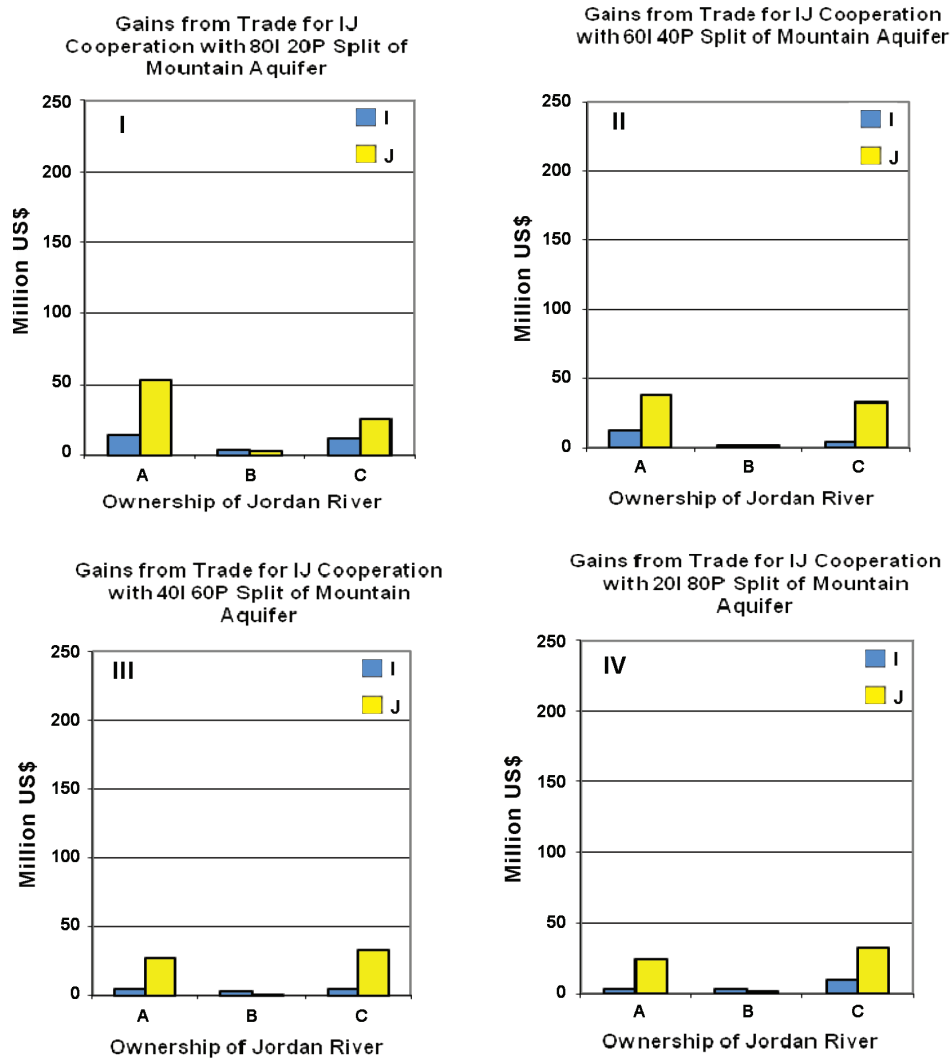 Gains from Trade for IJ
Cooperation with 80I 20P Split of
Mountain Aquifer
250
200
150
100
50
0
Million US$
I
I
J
A
B
C
Ownership of Jordan River
Gains from Trade for IJ Cooperation
with 60I 40P Split of Mountain Aquifer
250
200
150
100
50
0
Million US$
II
I
J
A
B
C
Ownership of Jordan River
Gains from Trade for IJ Cooperation
with 40I 60P Split of Mountain
Aquifer
250
200
150
100
50
0
Million US$
III
I
J
A
B
C
Ownership of Jordan River
Gains from Trade for IJ Cooperation
with 20I 80P Split of Mountain
Aquifer
250
200
150
100
50
0
Million US$
IV
I
J
A
B
C
Ownership of Jordan River